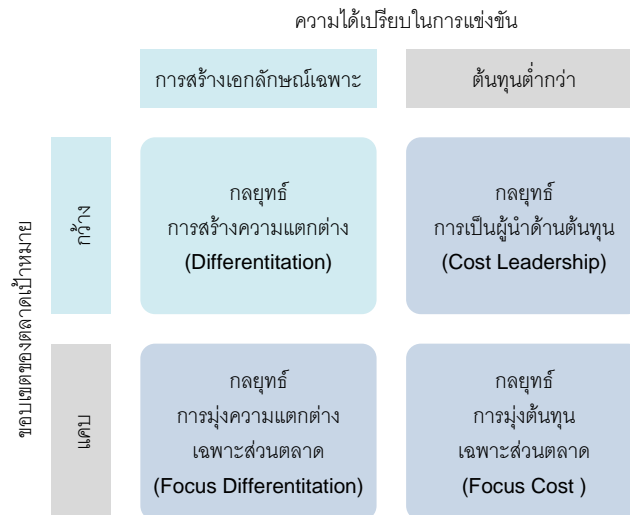 ความได้เปรียบในการแข่งขัน
การสร้างเอกลักษณ์เฉพาะ
ต้นทุนต่ำกว่า
ขอบเขตของตลาดเป้าหมาย
กว้าง
กลยุทธ์
การสร้างความแตกต่าง
(Differentitation)
กลยุทธ์
การเป็นผู้นำด้านต้นทุน
(Cost Leadership)
แคบ
กลยุทธ์
การมุ่งความแตกต่าง
เฉพาะส่วนตลาด
(Focus Differentitation)
กลยุทธ์
การมุ่งต้นทุน
เฉพาะส่วนตลาด
(Focus Cost )